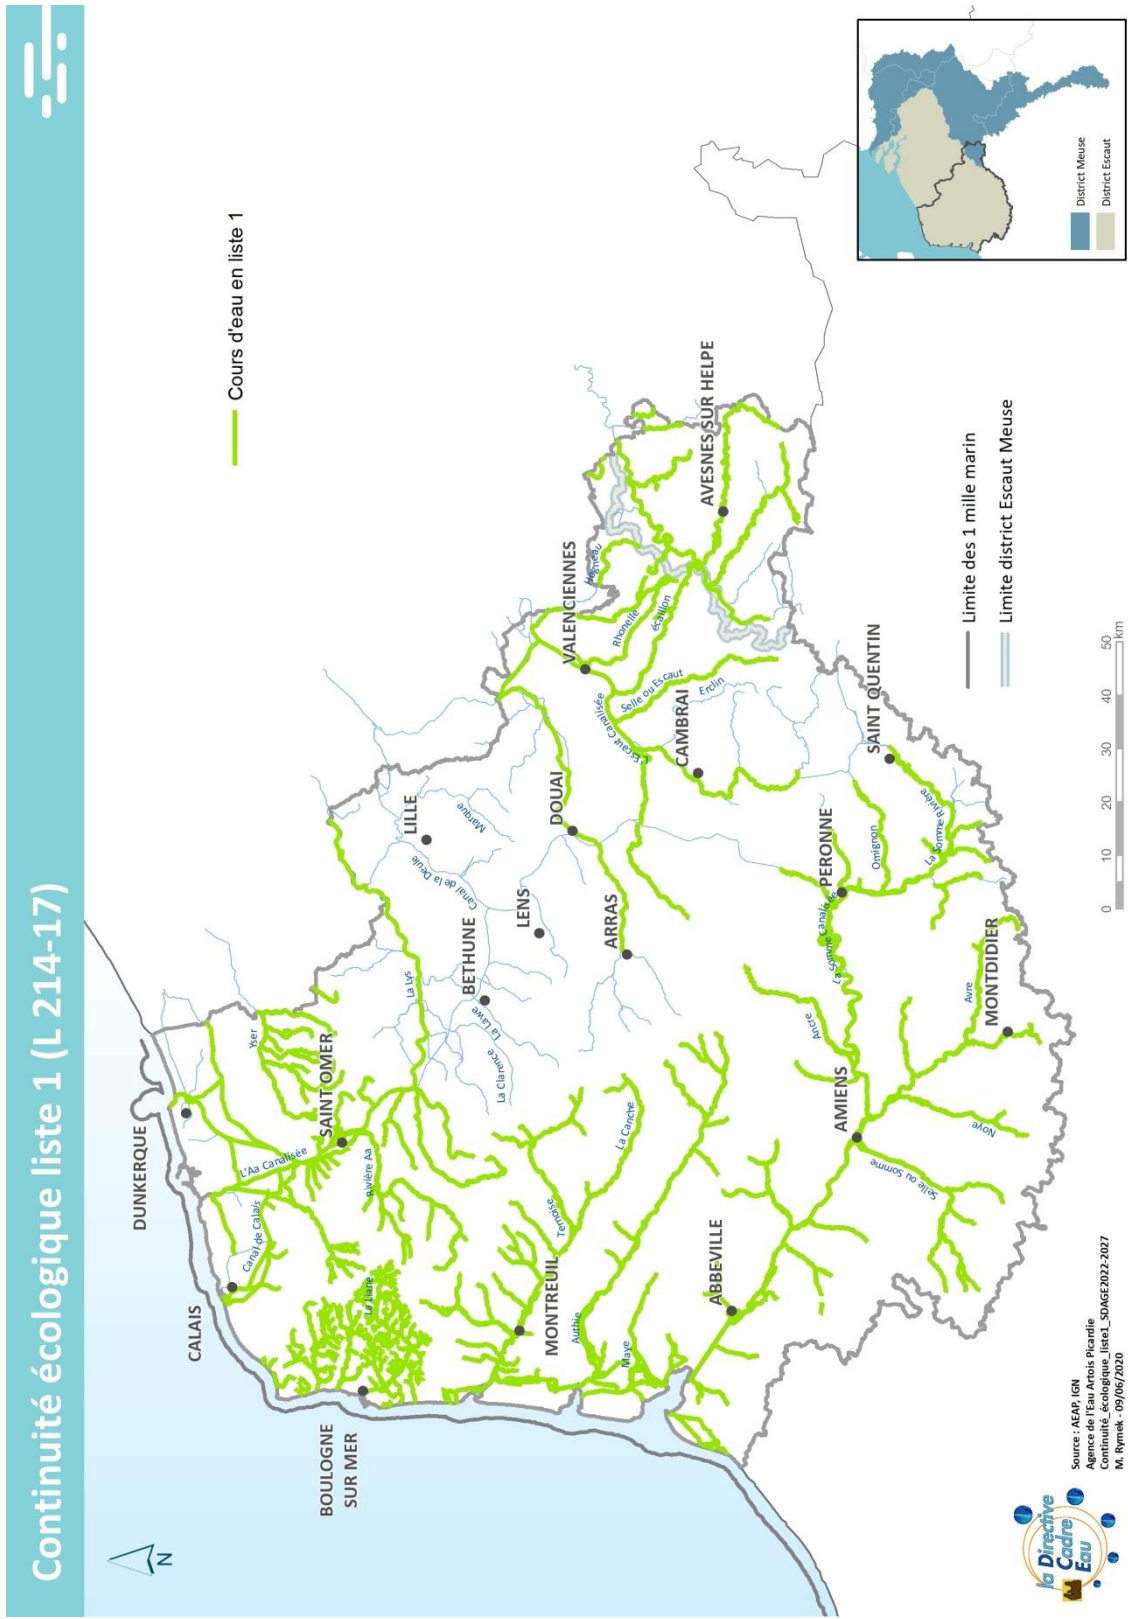 Continuité écologique liste 1 (L 214-17)
N
Cours d'eau en liste 1
DUNKERQUE
CALAIS
BOULOGNE
SUR MER
SAINT OMER
MONTREUIL
ABBEVILLE
AMIENS
MONTDIDIER
PERONNE
SAINT QUENTIN
CAMBRAI
ARRAS
LENS
BETHUNE
DOUAI
LILLE
VALENCIENNES
AVESNES SUR HELPE
Yser
L'Aa Canalisée
Canal de Calais
Rivière Aa
La Liane
La Lys
La Lawe
La Clarence
Canal de la Deule
Marque
Ternoise
La Canche
Authie
Maye
Ancre
La Somme Canalisée
Avre
Noye
Selle ou Somme
Omignon
La Somme Rivière
L'Escaut Canalisée
Selle ou Escaut
Erclin
écaillon
Rhonelle
Hogneau
Limite des 1 mille marin
Limite district Escaut Meuse
0 10 20 30 40 50
km
District Meuse
District Escaut
la Directive
Cadre
Eau
Source : AEAP, IGN
Agence de l'Eau Artois Picardie
Continuité_écologique_liste1_SDAGE2022-2027
M. Rymek - 09/06/2020